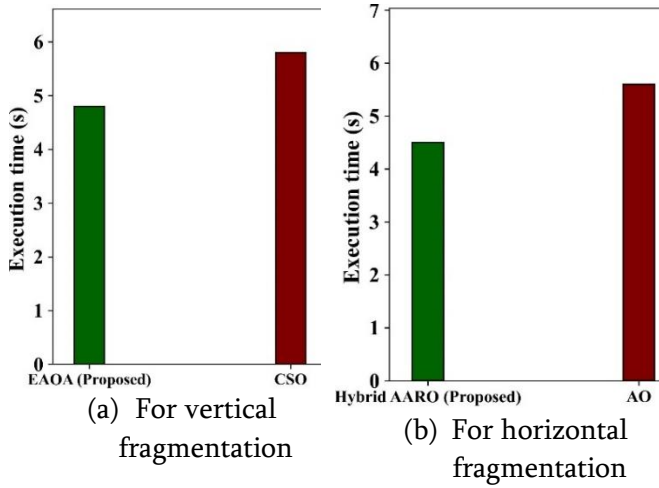 Execution time (s)
6
5
4
3
2
1
0
EAOA (Proposed) CSO
(a) For vertical
fragmentation
Execution time (s)
7
6
5
4
3
2
1
0
Hybrid AARO (Proposed) AO
(b) For horizontal
fragmentation